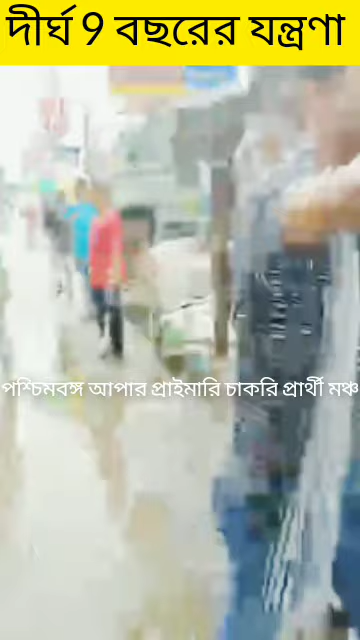 দীর্ঘ 9 বছরের যন্ত্রণা
পশ্চিমবঙ্গ আপার প্রাইমারি চাকরি প্রার্থী মঞ্চ